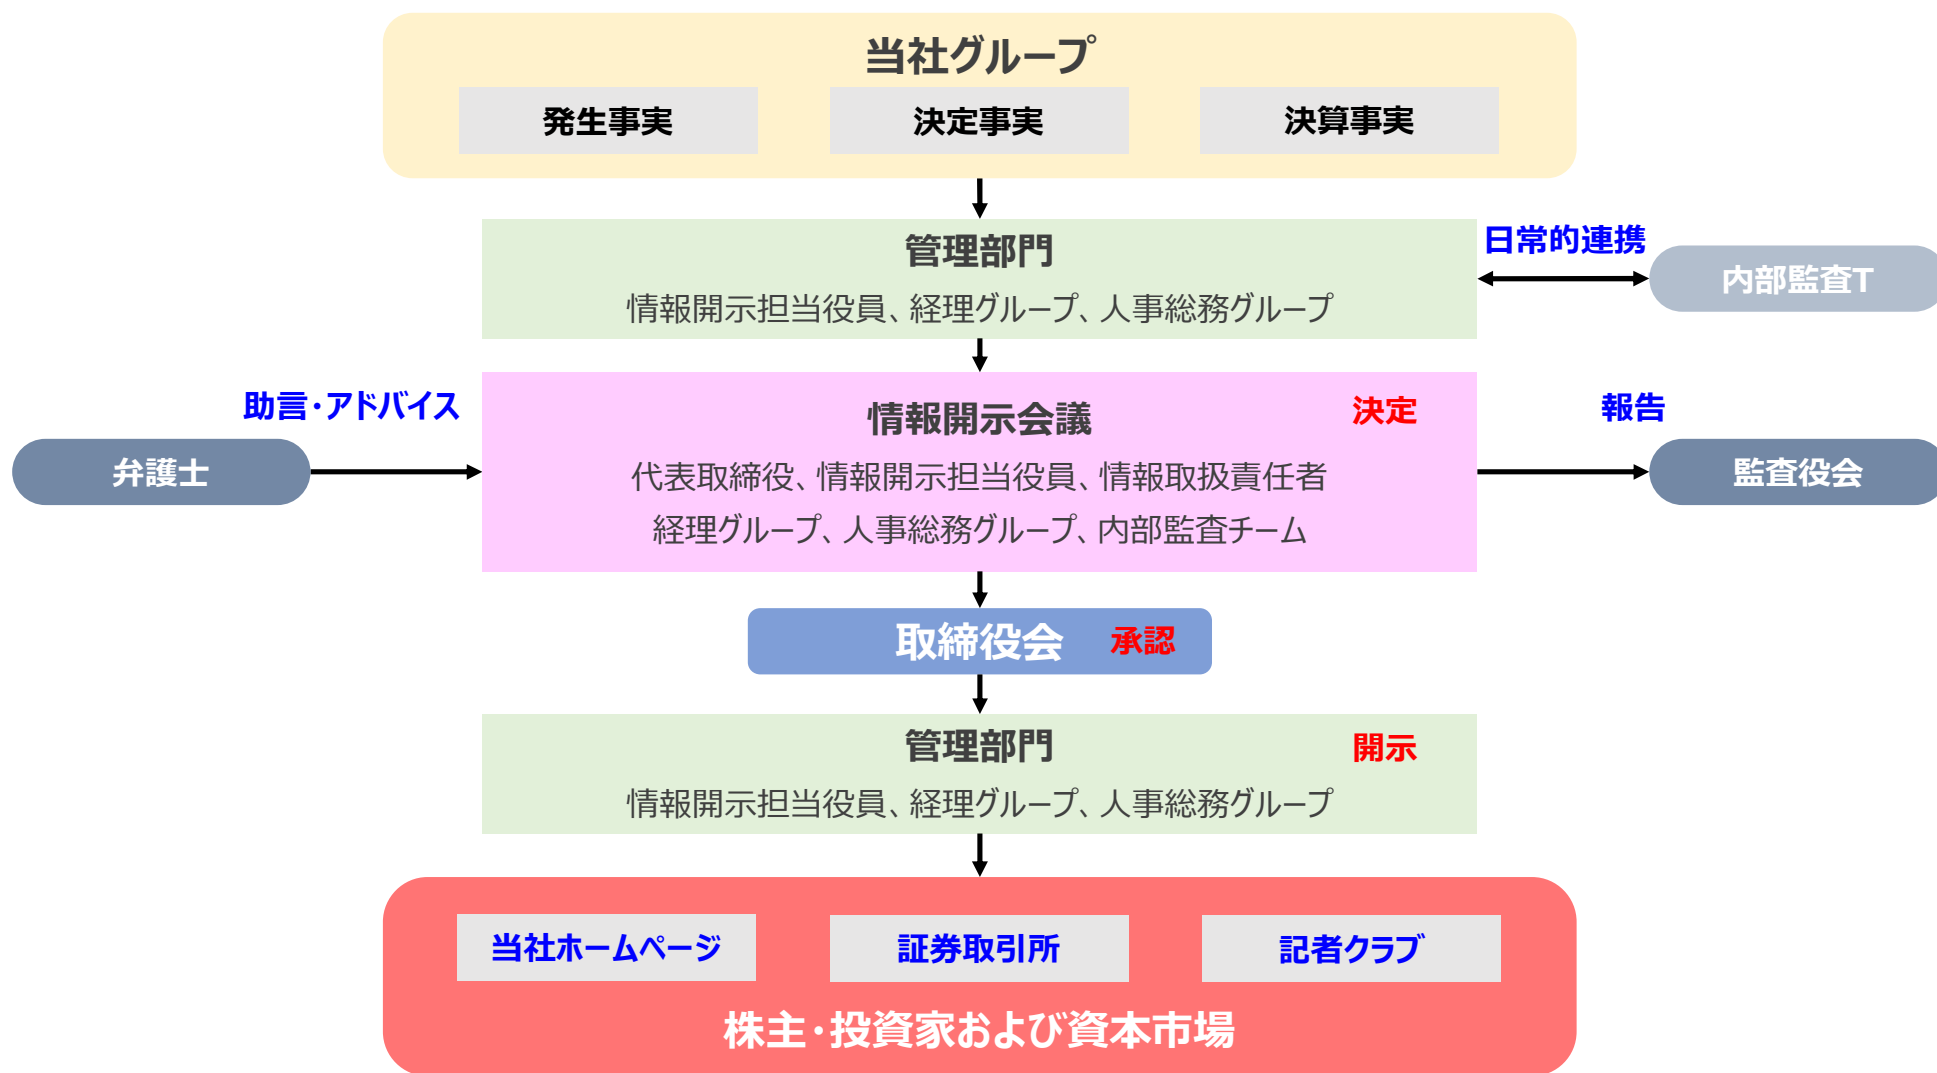 当社グループ
発生事実
決定事実
決算事実
管理部門
情報開示担当役員、経理グループ、人事総務グループ
日常的連携
内部監査T
助言・アドバイス
弁護士
情報開示会議
決定
代表取締役、情報開示担当役員、情報取扱責任者
経理グループ、人事総務グループ、内部監査チーム
報告
監査役会
取締役会
承認
管理部門
開示
情報開示担当役員、経理グループ、人事総務グループ
当社ホームページ
証券取引所
記者クラブ
株主・投資家および資本市場